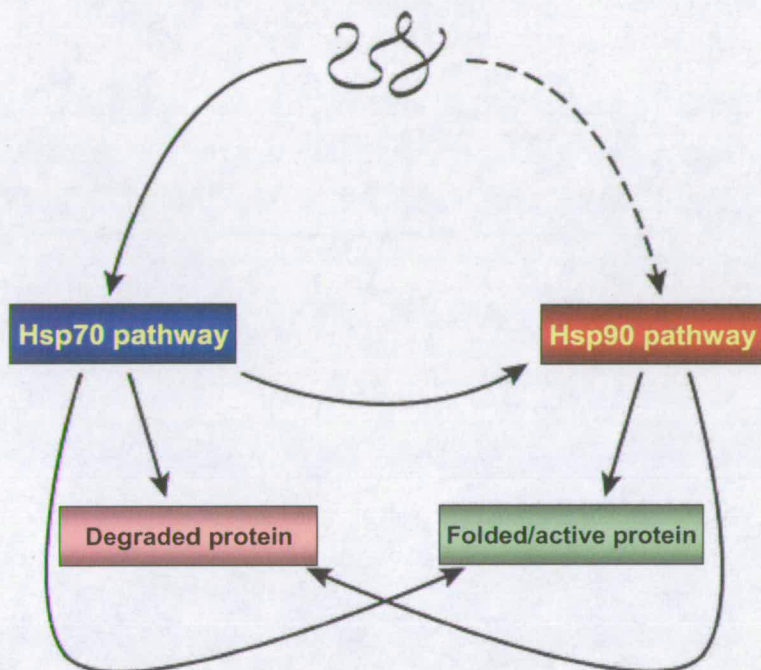 Hsp70 pathway
Hsp90 pathway
Degraded protein
Folded/active protein